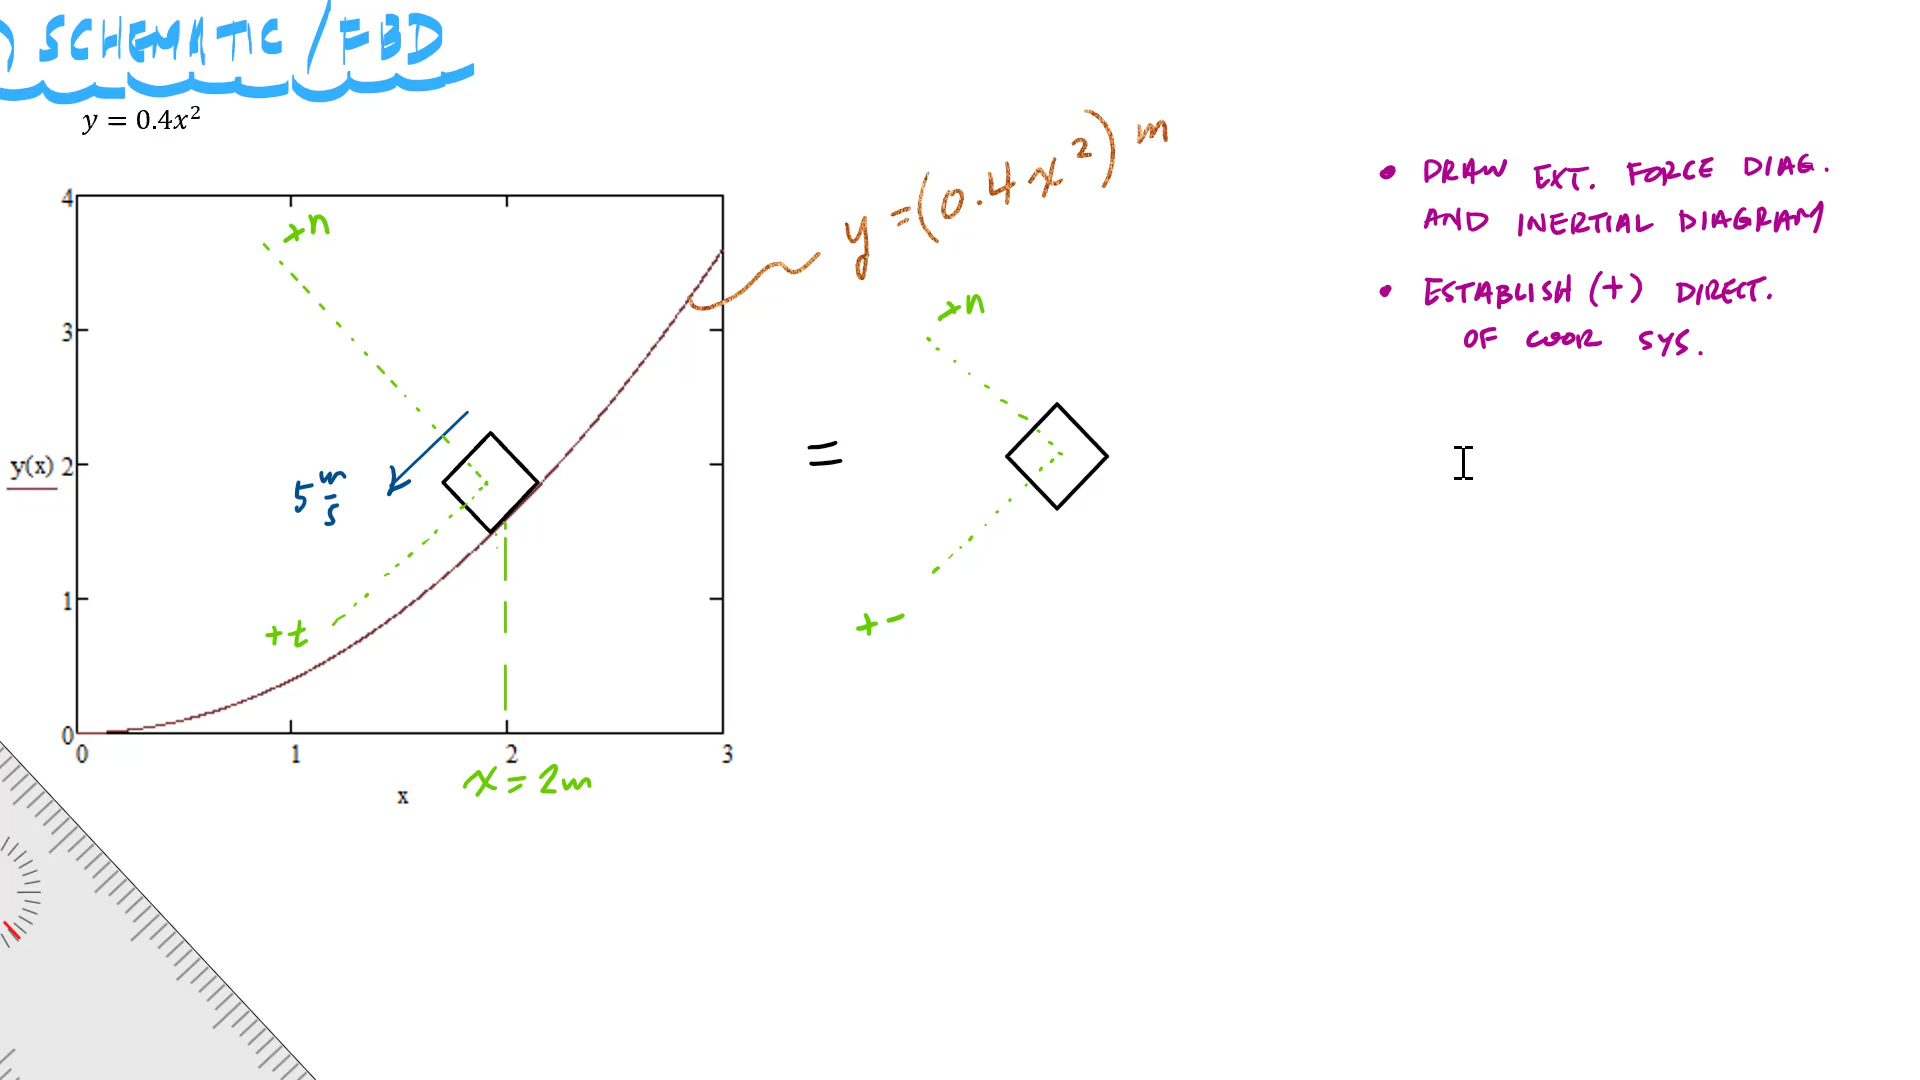 ) SCHEMATIC / FBD
y = 0.4x²
y = (0.4x²) m
• DRAW EXT. FORCE DIAG.
AND INERTIAL DIAGRAM
• ESTABLISH (+) DIRECT.
OF COOR SYS.
4
3
y(x) 2
1
0
0 1 2 3
x
+n
5 m/s
+t
x = 2m
=
+n
+-